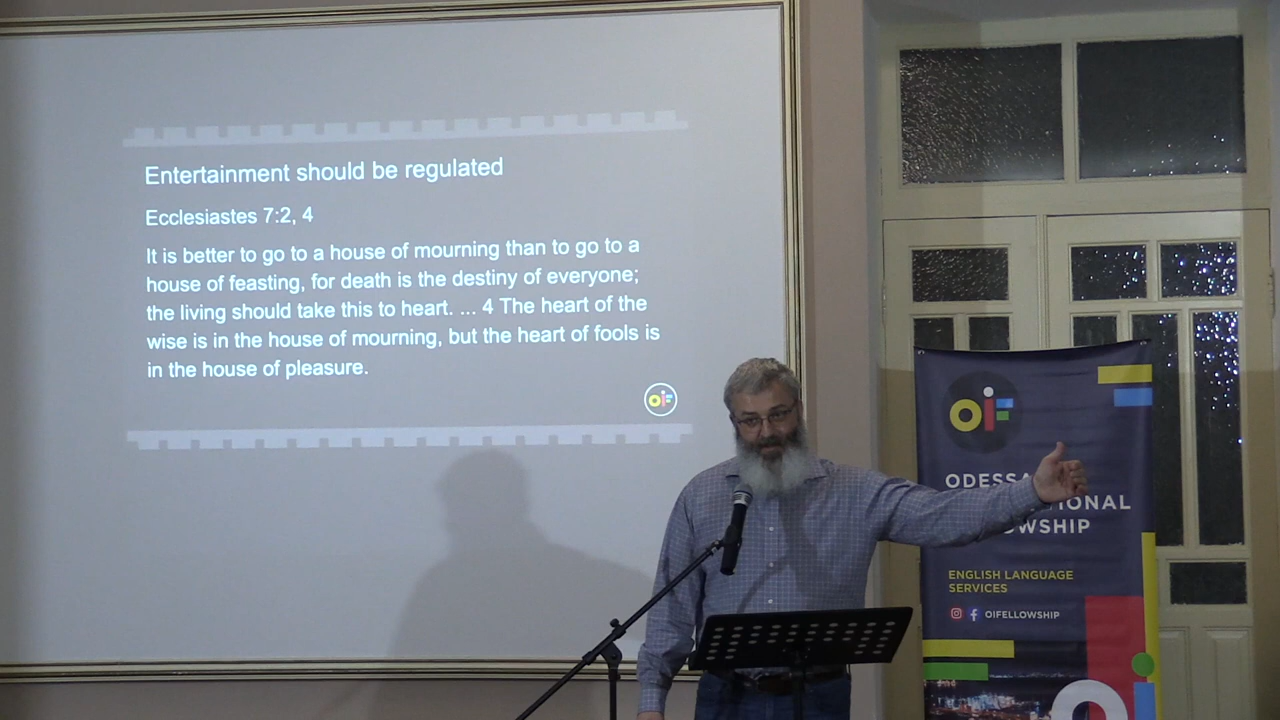 Entertainment should be regulated
Ecclesiastes 7:2, 4
It is better to go to a house of mourning than to go to a
house of feasting, for death is the destiny of everyone;
the living should take this to heart. ... 4 The heart of the
wise is in the house of mourning, but the heart of fools is
in the house of pleasure.
OIF
OIF
ENGLISH LANGUAGE
SERVICES
OIFELLOWSHIP